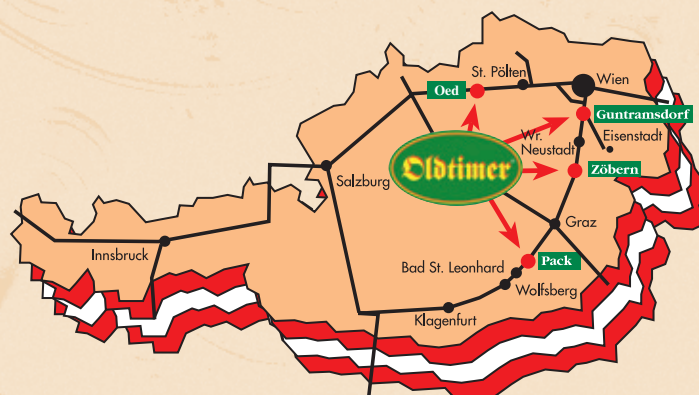 St. Pölten
Wien
Oed
Guntramsdorf
Wr.
Neustadt
Eisenstadt
Oldtimer
Zöbern
Salzburg
Graz
Innsbruck
Pack
Bad St. Leonhard
Wolfsberg
Klagenfurt